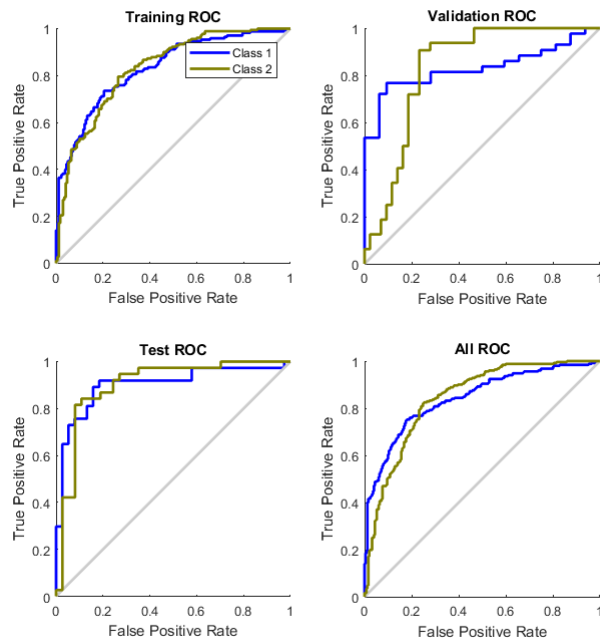 Training ROC
1
0.8
0.6
0.4
0.2
0
True Positive Rate
Class 1
Class 2
0 0.2 0.4 0.6 0.8 1
False Positive Rate
Validation ROC
1
0.8
0.6
0.4
0.2
0
True Positive Rate
0 0.2 0.4 0.6 0.8 1
False Positive Rate
Test ROC
1
0.8
0.6
0.4
0.2
0
True Positive Rate
0 0.2 0.4 0.6 0.8 1
False Positive Rate
All ROC
1
0.8
0.6
0.4
0.2
0
True Positive Rate
0 0.2 0.4 0.6 0.8 1
False Positive Rate